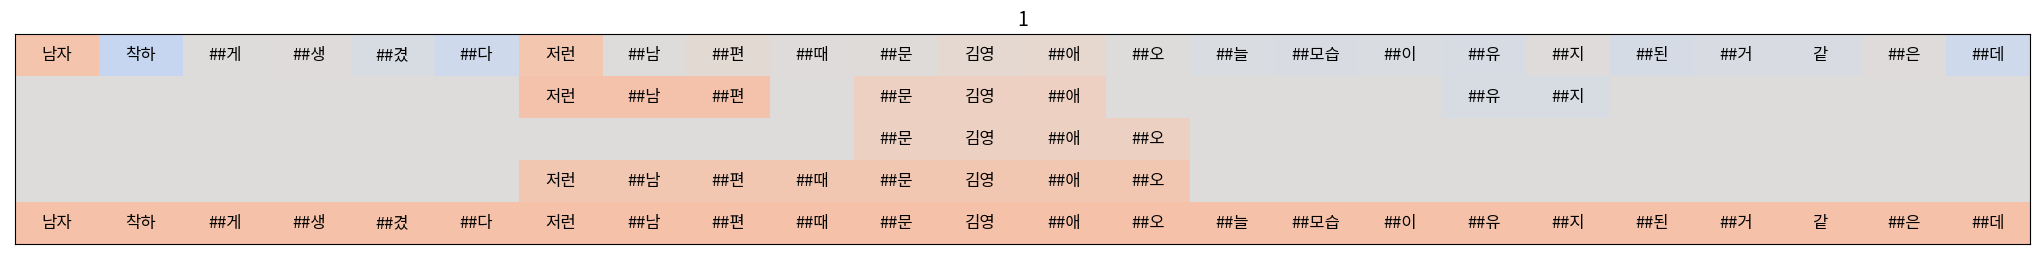 1
남자 착하 ##게 ##생 ##겼 ##다 저런 ##남 ##편 ##때 ##문 김영 ##애 ##오 ##늘 ##모습 ##이 ##유 ##지 ##된 ##거 같 ##은 ##데
저런 ##남 ##편 ##문 김영 ##애 ##유 ##지
##문 김영 ##애 ##오
저런 ##남 ##편 ##때 ##문 김영 ##애 ##오
남자 착하 ##게 ##생 ##겼 ##다 저런 ##남 ##편 ##때 ##문 김영 ##애 ##오 ##늘 ##모습 ##이 ##유 ##지 ##된 ##거 같 ##은 ##데